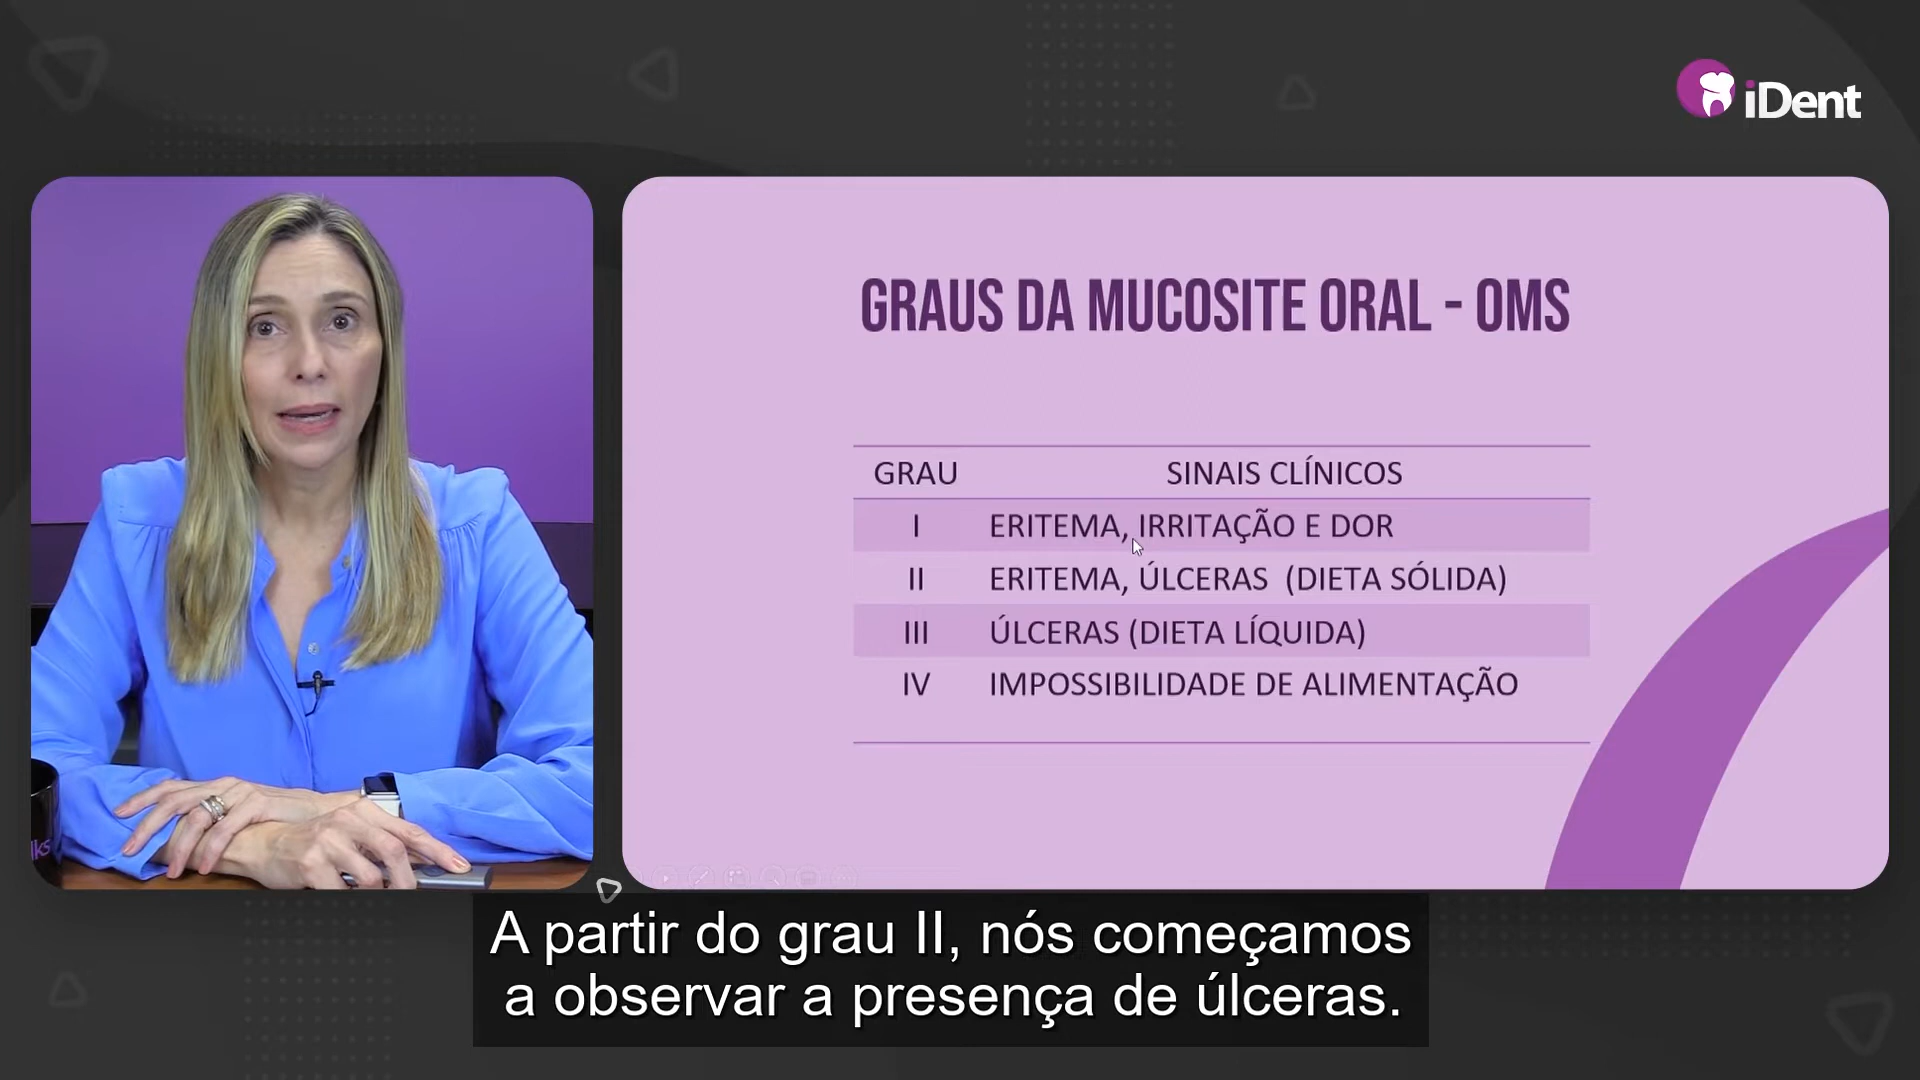 iDent
GRAUS DA MUCOSITE ORAL - OMS
GRAU SINAIS CLÍNICOS
I ERITEMA, IRRITAÇÃO E DOR
II ERITEMA, ÚLCERAS (DIETA SÓLIDA)
III ÚLCERAS (DIETA LÍQUIDA)
IV IMPOSSIBILIDADE DE ALIMENTAÇÃO
A partir do grau II, nós começamos
a observar a presença de úlceras.